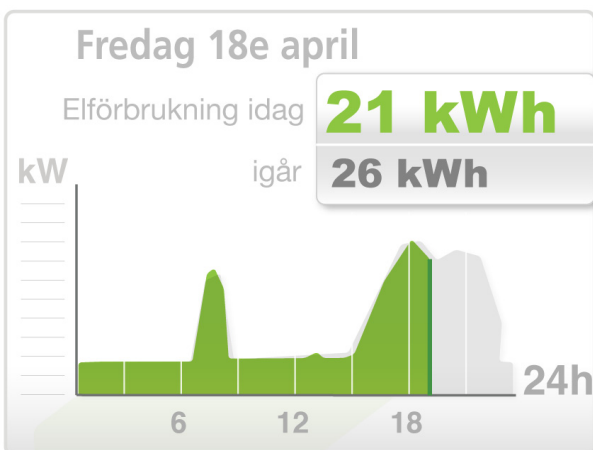 Fredag 18e april
Elförbrukning idag 21 kWh
igår 26 kWh
kW
24h
6 12 18